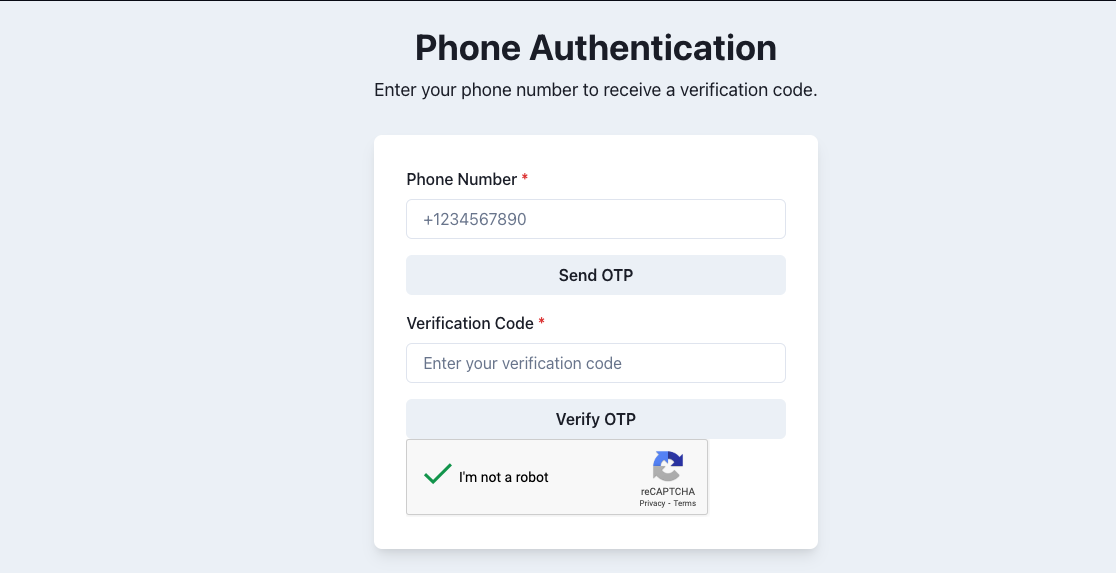 Phone Authentication
Enter your phone number to receive a verification code.
Phone Number *
+1234567890
Send OTP
Verification Code *
Enter your verification code
Verify OTP
I'm not a robot
reCAPTCHA
Privacy - Terms